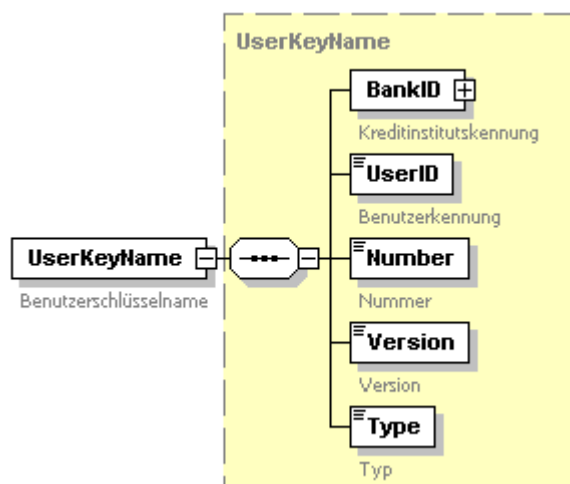 UserKeyName
BankID
Kreditinstitutskennung
UserID
Benutzerkennung
UserKeyName
Benutzerschlüsselname
Number
Nummer
Version
Version
Type
Typ